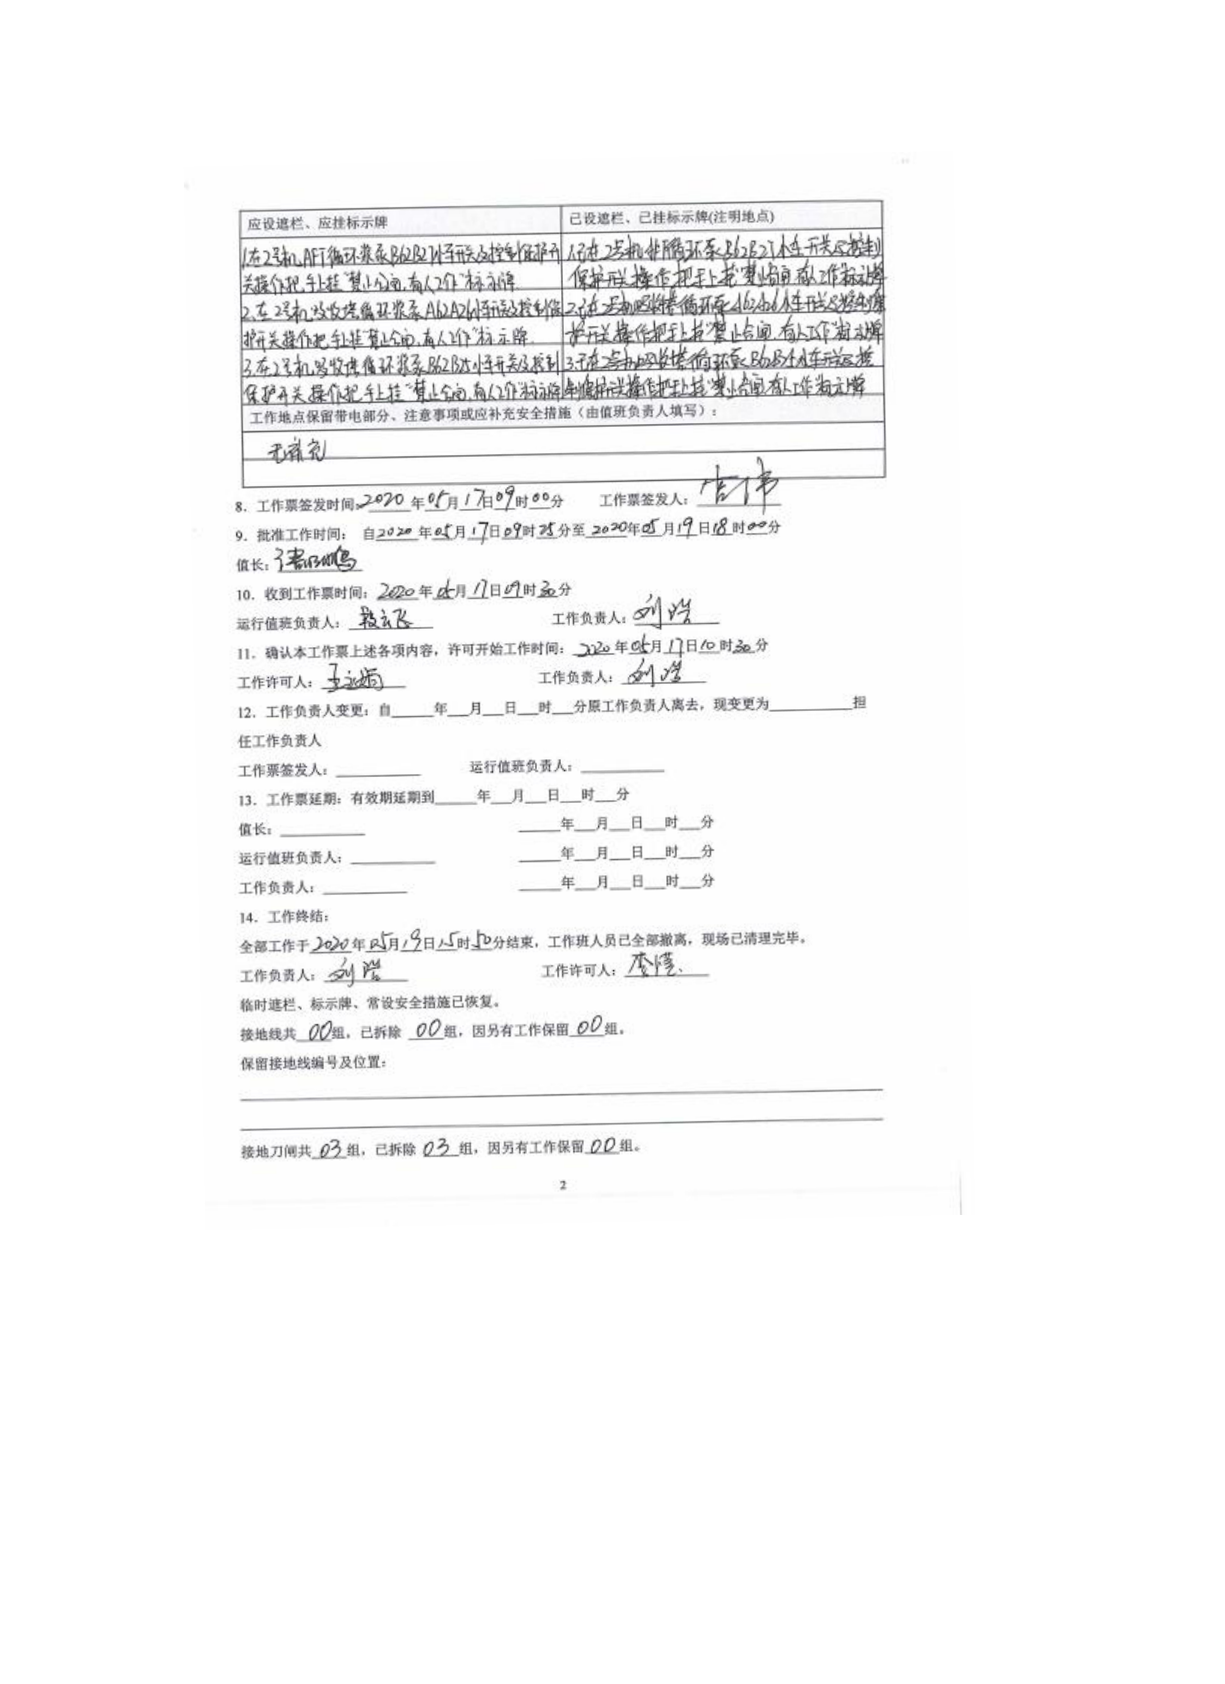 应设遮栏、应挂标示牌
已设遮栏、已挂标示牌(注明地点)
1.在2号机AFT循环浆泵B62B27小车开关及控制保护开
关操作把手上挂“禁止合闸,有人工作”标示牌
2.在2号机吸收塔循环浆泵A62A26小车开关及控制保
护开关操作把手上挂“禁止合闸,有人工作”标示牌
3.在2号机吸收塔循环浆泵B62B25小车开关及控制
保护开关操作把手上挂“禁止合闸,有人工作”标示牌
1.已在2号机 循环泵B62B27小车开关及控制
保护开关操作把手上挂“禁止合闸,有人工作”标示牌
2.已在2号机吸收塔循环泵A62A26小车开关及控制保
护开关操作把手上挂“禁止合闸,有人工作”标示牌
3.已在2号机吸收塔循环泵 小车开关及控
制保护开关操作把手上挂“禁止合闸,有人工作”标示牌
工作地点保留带电部分、注意事项或应补充安全措施（由值班负责人填写）:
无补充
8. 工作票签发时间:2020年05月17日09时00分 工作票签发人:
9. 批准工作时间: 自2020年05月17日09时25分至2020年05月19日18时00分
值长:
10. 收到工作票时间: 2020年05月17日09时30分
运行值班负责人: 段云飞 工作负责人: 刘浩
11. 确认本工作票上述各项内容，许可开始工作时间: 2020年05月17日10时30分
工作许可人: 工作负责人: 刘浩
12. 工作负责人变更: 自____年__月__日__时__分原工作负责人离去，现变更为________担
任工作负责人
工作票签发人: ________ 运行值班负责人: ________
13. 工作票延期: 有效期延期到____年__月__日__时__分
值长: ________ ____年__月__日__时__分
运行值班负责人: ________ ____年__月__日__时__分
工作负责人: ________ ____年__月__日__时__分
14. 工作终结:
全部工作于2020年05月19日15时50分结束，工作班人员已全部撤离，现场已清理完毕。
工作负责人: 刘浩 工作许可人:
临时遮栏、标示牌、常设安全措施已恢复。
接地线共00组，已拆除00组，因另有工作保留00组。
保留接地线编号及位置:
接地刀闸共03组，已拆除03组，因另有工作保留00组。
2